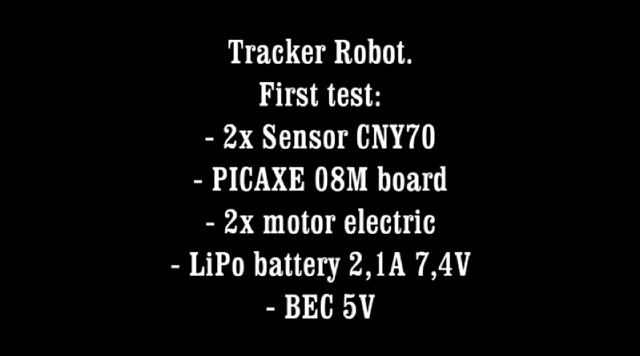 Tracker Robot.
First test:
- 2x Sensor CNY70
- PICAXE 08M board
- 2x motor electric
- LiPo battery 2,1A 7,4V
- BEC 5V